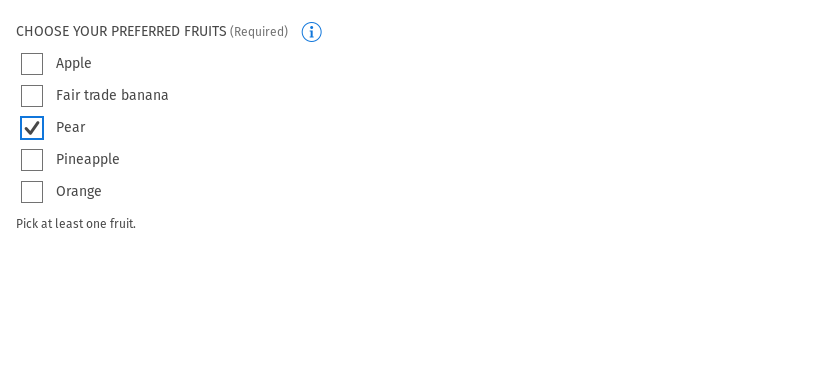 CHOOSE YOUR PREFERRED FRUITS (Required)
Apple
Fair trade banana
Pear
Pineapple
Orange
Pick at least one fruit.